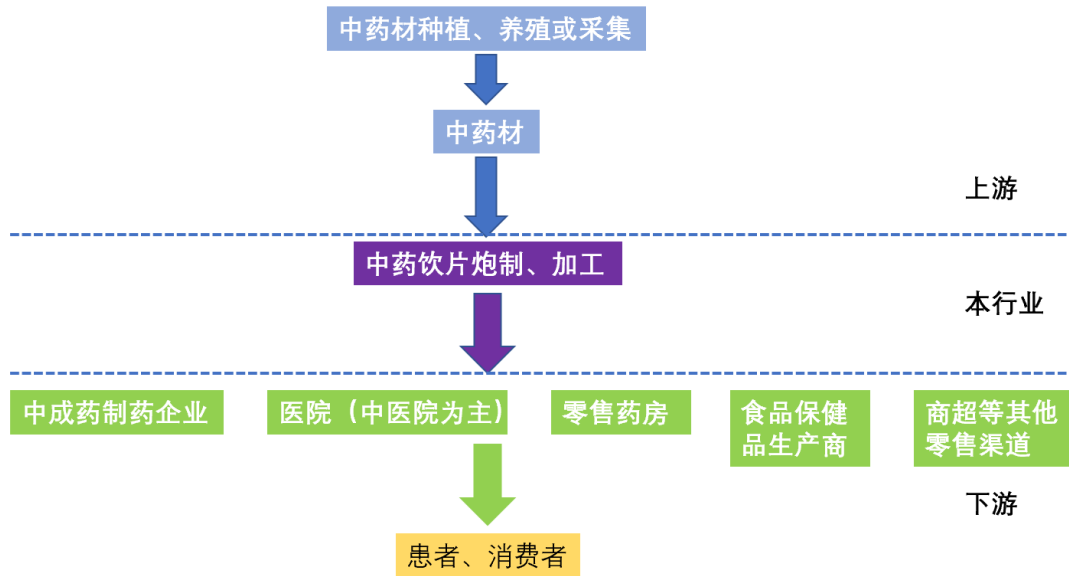 中药材种植、养殖或采集
中药材
上游
中药饮片炮制、加工
本行业
中成药制药企业
医院（中医院为主）
零售药房
食品保健
品生产商
商超等其他
零售渠道
下游
患者、消费者